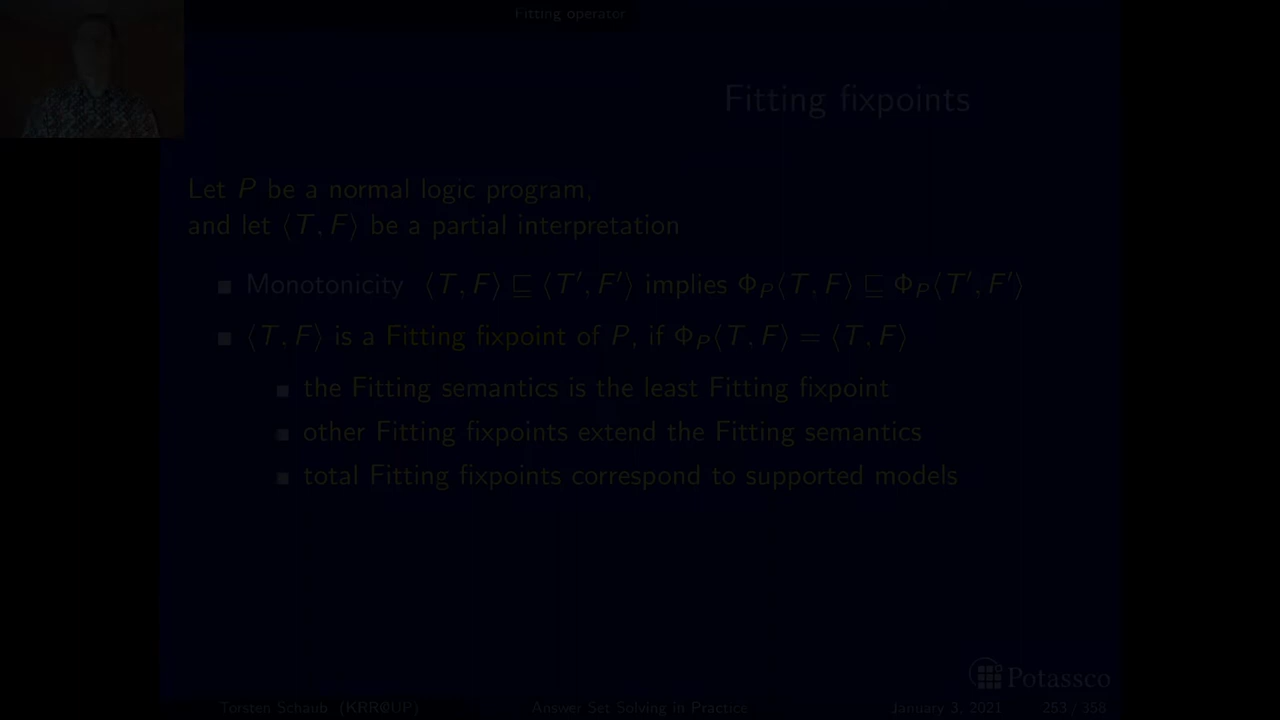 Fitting operator
Fitting fixpoints
Let P be a normal logic program,
and let ⟨T, F⟩ be a partial interpretation
■ Monotonicity ⟨T, F⟩ ⊑ ⟨T′, F′⟩ implies Φ_P⟨T, F⟩ ⊑ Φ_P⟨T′, F′⟩
■ ⟨T, F⟩ is a Fitting fixpoint of P, if Φ_P⟨T, F⟩ = ⟨T, F⟩
■ the Fitting semantics is the least Fitting fixpoint
■ other Fitting fixpoints extend the Fitting semantics
■ total Fitting fixpoints correspond to supported models
Potassco
Torsten Schaub (KRR@UP) Answer Set Solving in Practice January 3, 2021 253 / 358